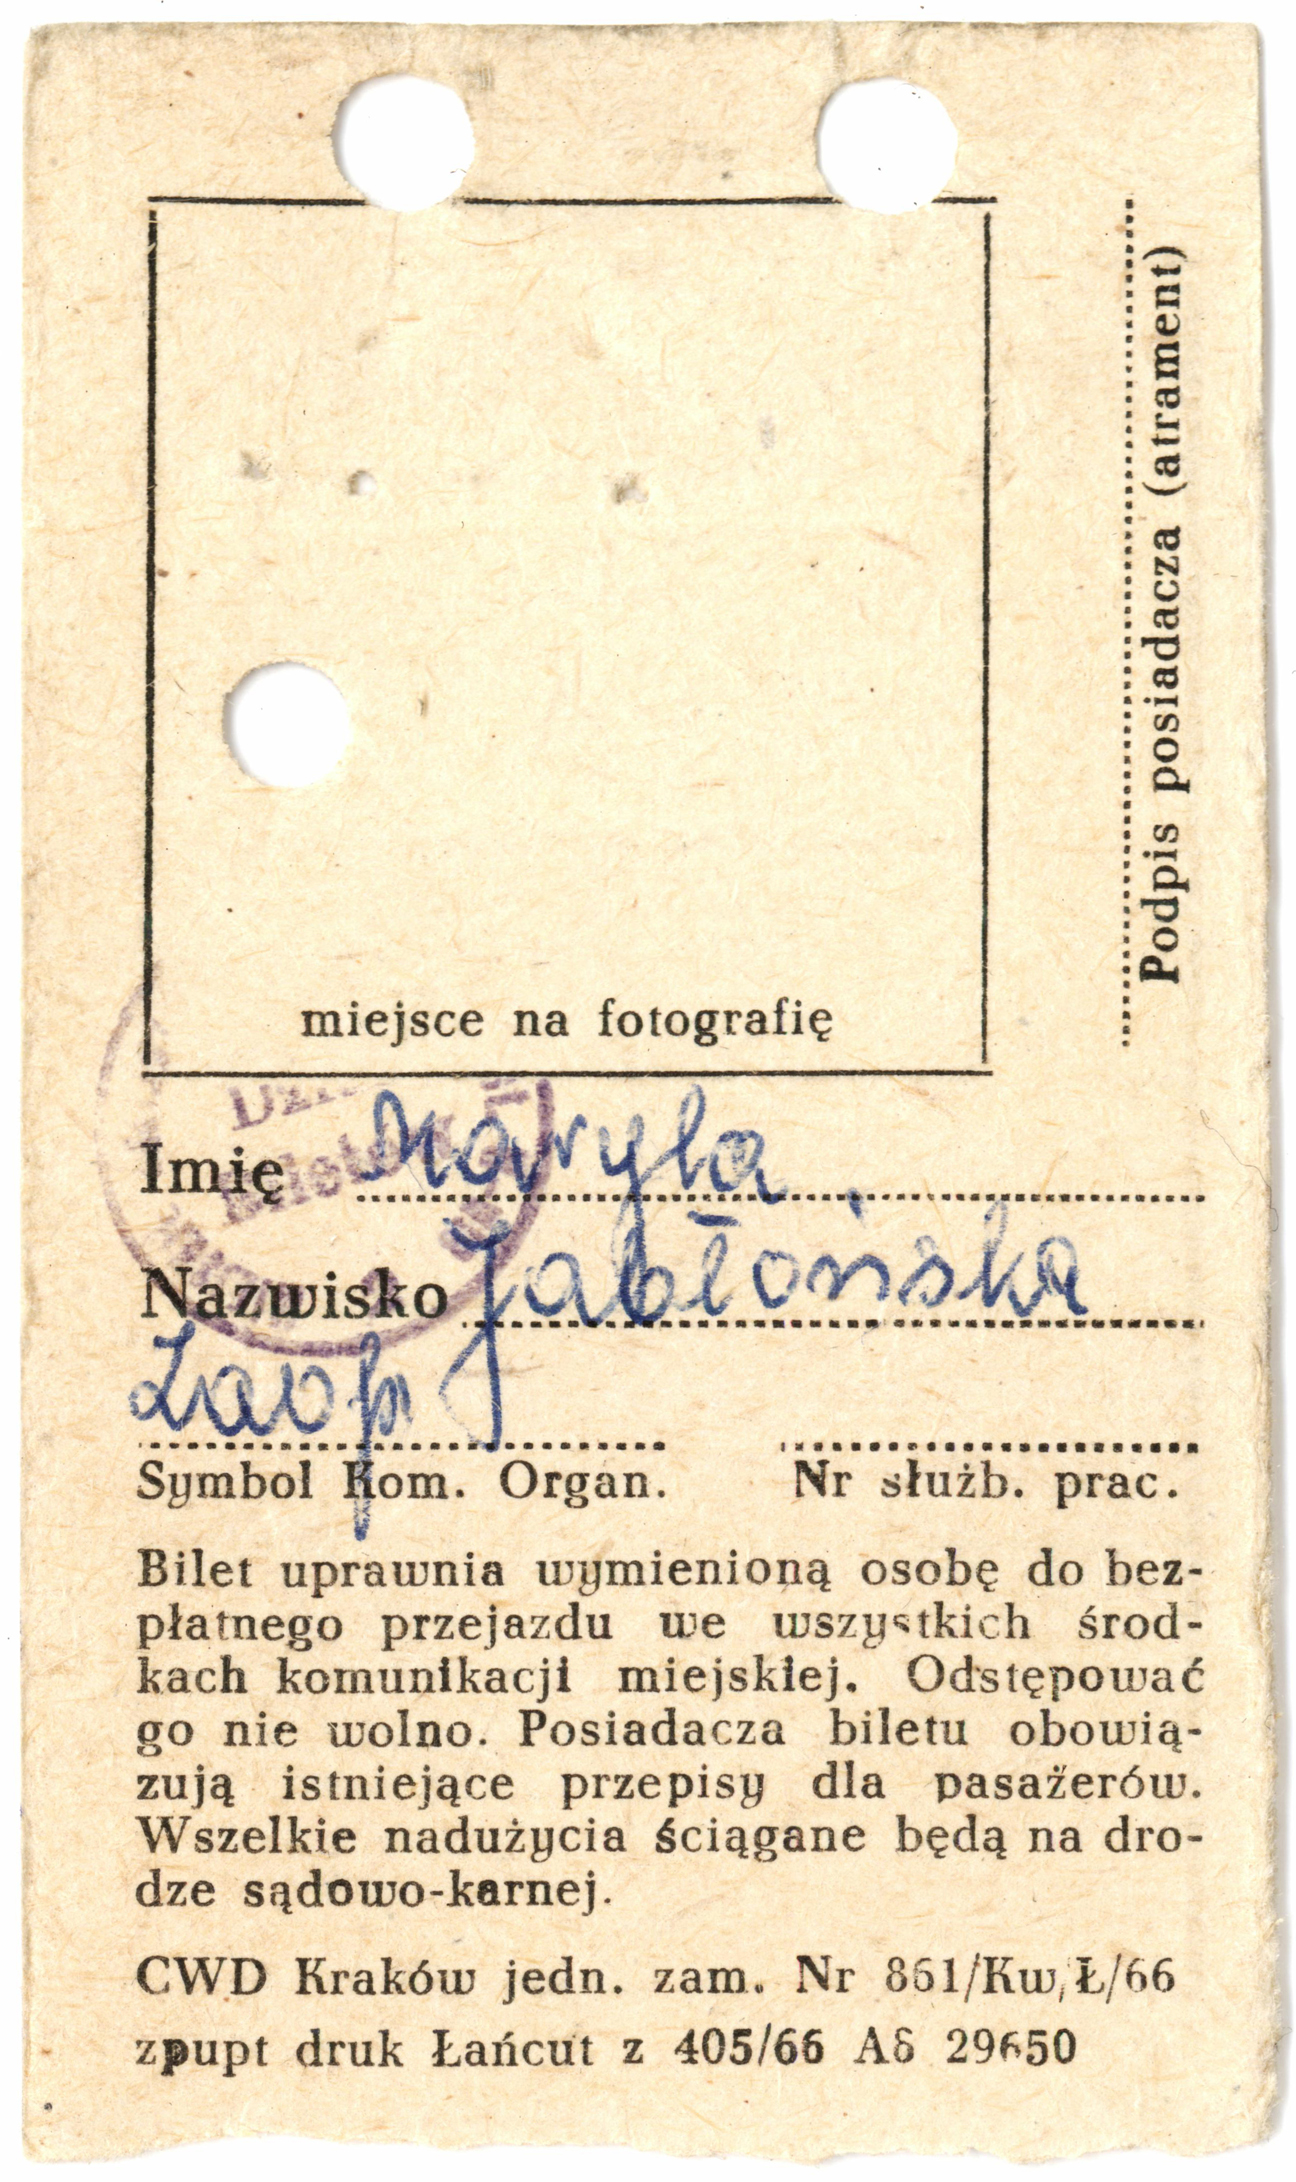 Podpis posiadacza (atrament)
miejsce na fotografię
Imię Maryla
Nazwisko Jabłońska
Symbol Kom. Organ. Nr służb. prac.
Bilet uprawnia wymienioną osobę do bez-
płatnego przejazdu we wszystkich środ-
kach komunikacji miejskiej. Odstępować
go nie wolno. Posiadacza biletu obowią-
zują istniejące przepisy dla pasażerów.
Wszelkie nadużycia ściągane będą na dro-
dze sądowo-karnej.
CWD Kraków jedn. zam. Nr 861/Kw/Ł/66
zpupt druk Łańcut z 405/66 A8 29650